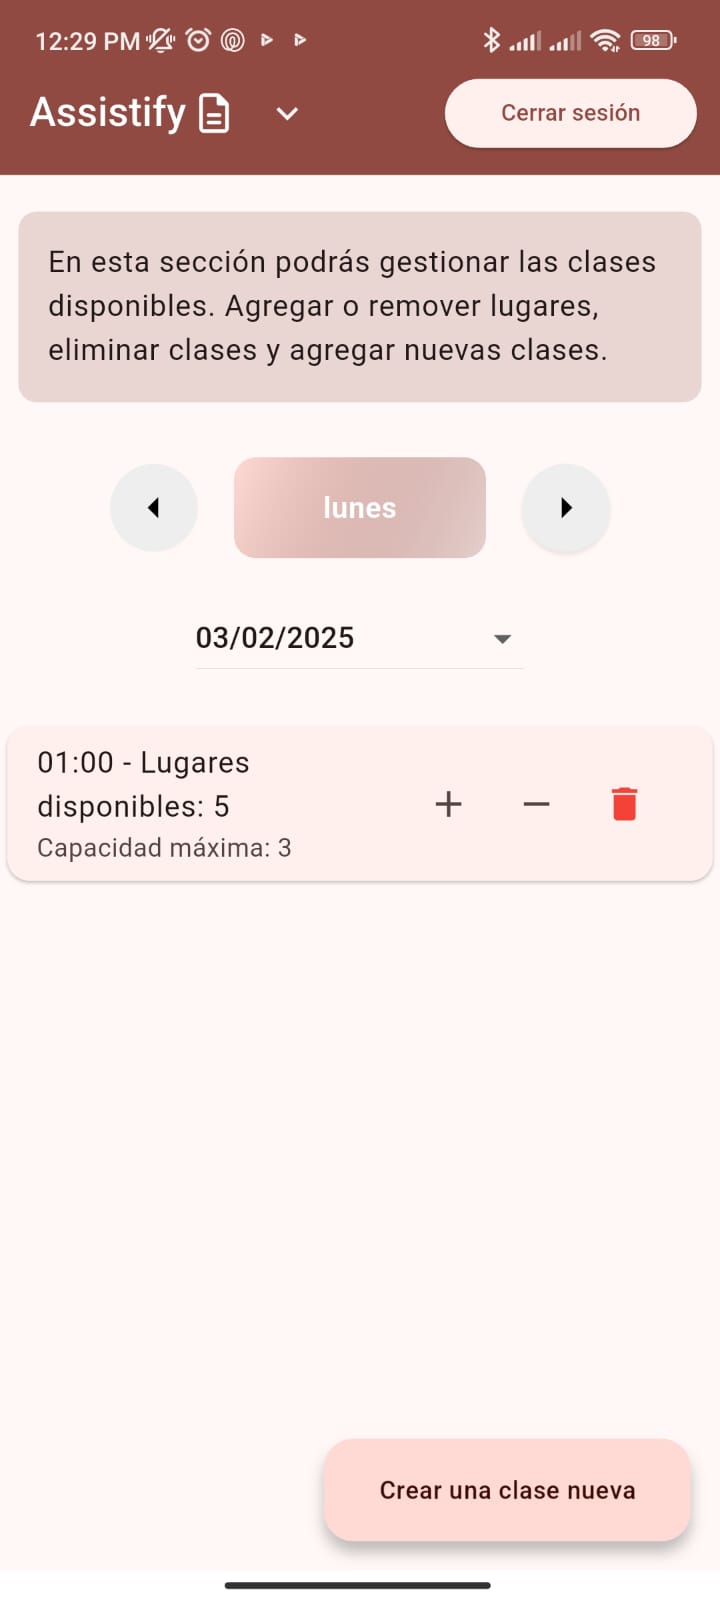 12:29 PM
98
Assistify
Cerrar sesión
En esta sección podrás gestionar las clases
disponibles. Agregar o remover lugares,
eliminar clases y agregar nuevas clases.
lunes
03/02/2025
01:00 - Lugares
disponibles: 5
Capacidad máxima: 3
Crear una clase nueva